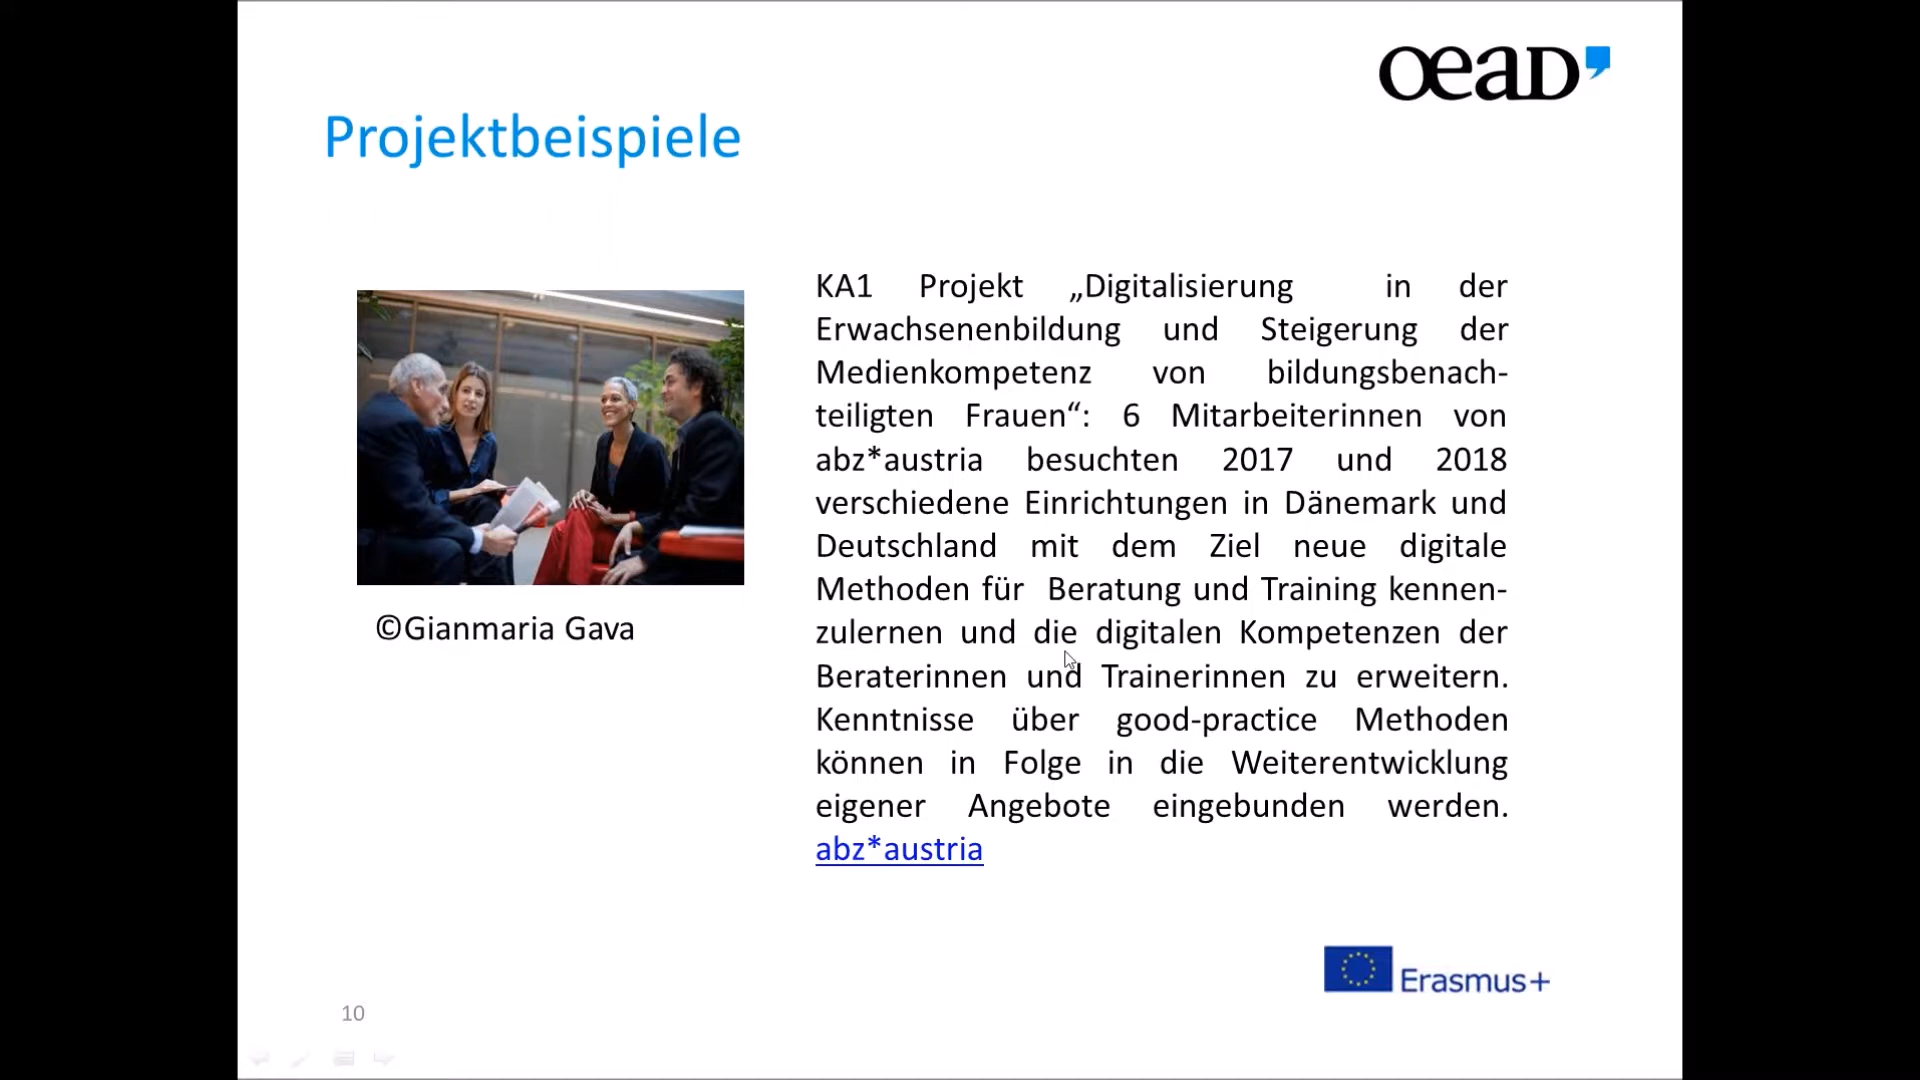 OEAD
Projektbeispiele
KA1 Projekt „Digitalisierung in der
Erwachsenenbildung und Steigerung der
Medienkompetenz von bildungsbenach-
teiligten Frauen“: 6 Mitarbeiterinnen von
abz*austria besuchten 2017 und 2018
verschiedene Einrichtungen in Dänemark und
Deutschland mit dem Ziel neue digitale
Methoden für Beratung und Training kennen-
zulernen und die digitalen Kompetenzen der
Beraterinnen und Trainerinnen zu erweitern.
Kenntnisse über good-practice Methoden
können in Folge in die Weiterentwicklung
eigener Angebote eingebunden werden.
abz*austria
©Gianmaria Gava
Erasmus+
10